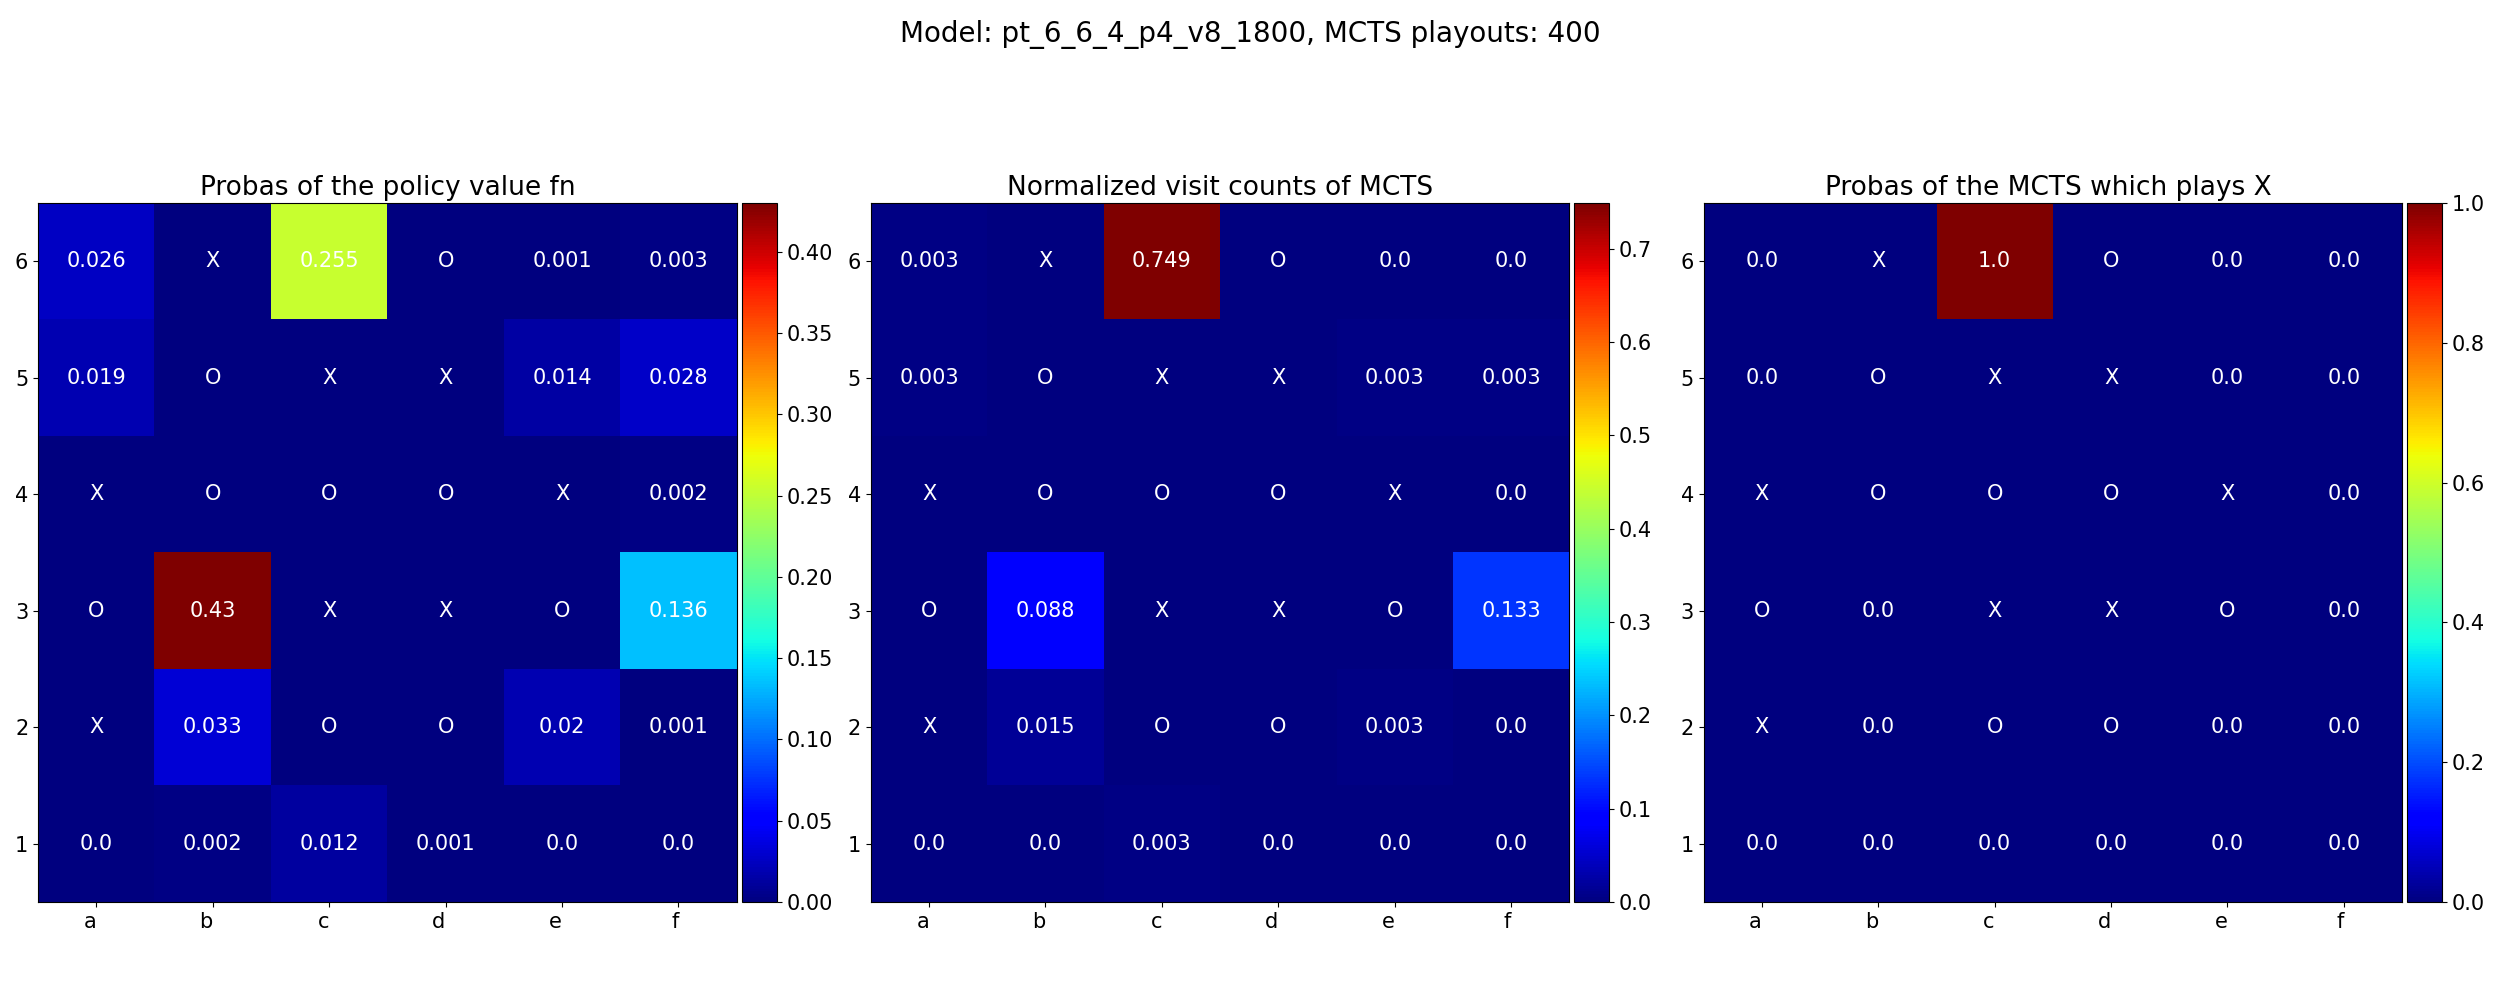 Model: pt_6_6_4_p4_v8_1800, MCTS playouts: 400
Probas of the policy value fn
6 0.026 X 0.255 O 0.001 0.003
5 0.019 O X X 0.014 0.028
4 X O O O X 0.002
3 O 0.43 X X O 0.136
2 X 0.033 O O 0.02 0.001
1 0.0 0.002 0.012 0.001 0.0 0.0
a b c d e f
0.40
0.35
0.30
0.25
0.20
0.15
0.10
0.05
0.00
Normalized visit counts of MCTS
6 0.003 X 0.749 O 0.0 0.0
5 0.003 O X X 0.003 0.003
4 X O O O X 0.0
3 O 0.088 X X O 0.133
2 X 0.015 O O 0.003 0.0
1 0.0 0.0 0.003 0.0 0.0 0.0
a b c d e f
0.7
0.6
0.5
0.4
0.3
0.2
0.1
0.0
Probas of the MCTS which plays X
6 0.0 X 1.0 O 0.0 0.0
5 0.0 O X X 0.0 0.0
4 X O O O X 0.0
3 O 0.0 X X O 0.0
2 X 0.0 O O 0.0 0.0
1 0.0 0.0 0.0 0.0 0.0 0.0
a b c d e f
1.0
0.8
0.6
0.4
0.2
0.0